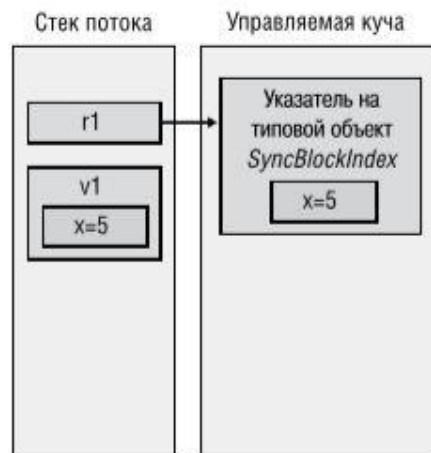 Стек потока
Управляемая куча
r1
Указатель на
типовой объект
SyncBlockIndex
v1
x=5
x=5